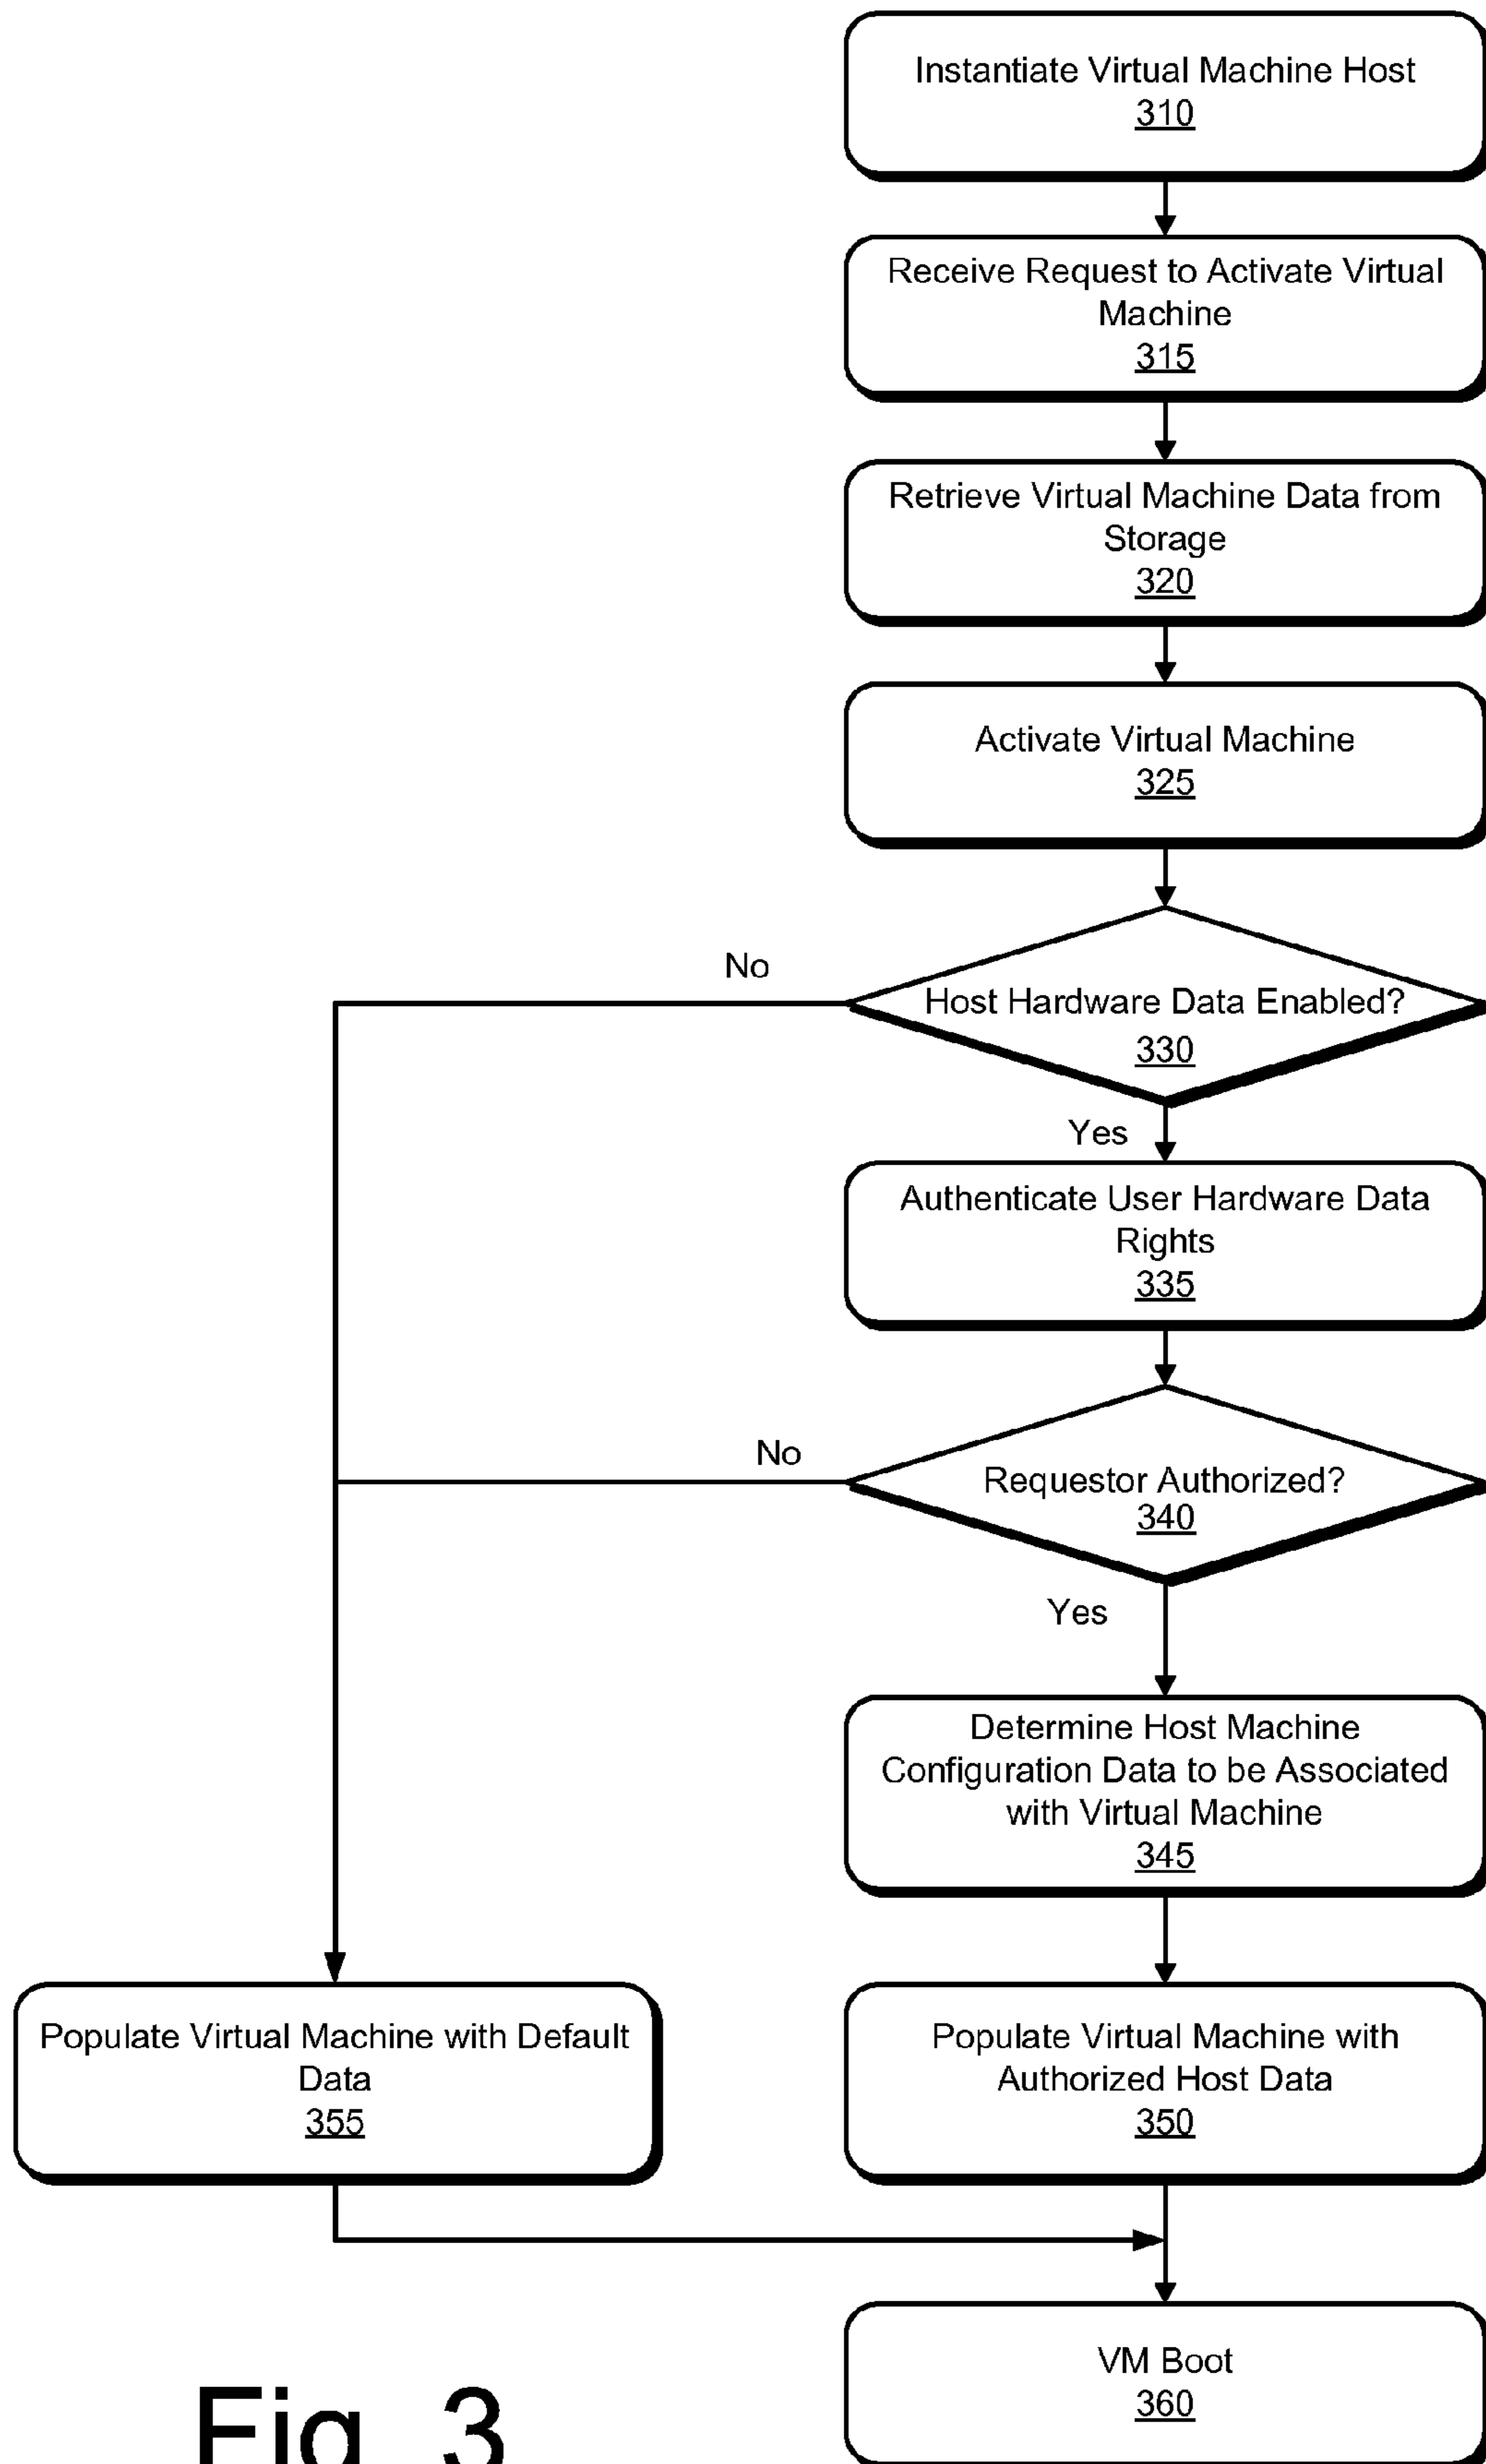 Instantiate Virtual Machine Host
310
Receive Request to Activate Virtual
Machine
315
Retrieve Virtual Machine Data from
Storage
320
Activate Virtual Machine
325
No
Host Hardware Data Enabled?
330
Yes
Authenticate User Hardware Data
Rights
335
No
Requestor Authorized?
340
Yes
Determine Host Machine
Configuration Data to be Associated
with Virtual Machine
345
Populate Virtual Machine with Default
Data
355
Populate Virtual Machine with
Authorized Host Data
350
VM Boot
360
Fig. 3